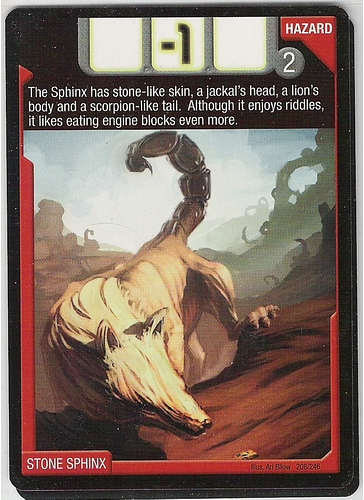 -1
HAZARD
2
The Sphinx has stone-like skin, a jackal's head, a lion's
body and a scorpion-like tail.  Although it enjoys riddles,
it likes eating engine blocks even more.
STONE SPHINX
Illus. Ari Bilow  208/246